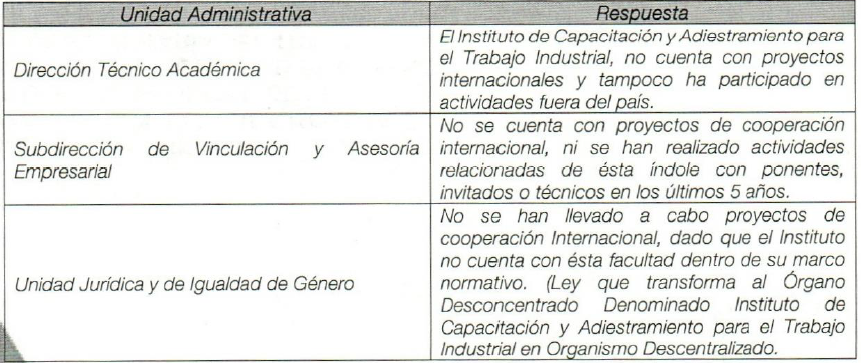 Unidad Administrativa
Respuesta
Dirección Técnico Académica
El Instituto de Capacitación y Adiestramiento para
el Trabajo Industrial, no cuenta con proyectos
internacionales y tampoco ha participado en
actividades fuera del país.
Subdirección de Vinculación y Asesoría
Empresarial
No se cuenta con proyectos de cooperación
internacional, ni se han realizado actividades
relacionadas de ésta índole con ponentes,
invitados o técnicos en los últimos 5 años.
Unidad Jurídica y de Igualdad de Género
No se han llevado a cabo proyectos de
cooperación Internacional, dado que el Instituto
no cuenta con ésta facultad dentro de su marco
normativo. (Ley que transforma al Órgano
Desconcentrado Denominado Instituto de
Capacitación y Adiestramiento para el Trabajo
Industrial en Organismo Descentralizado.